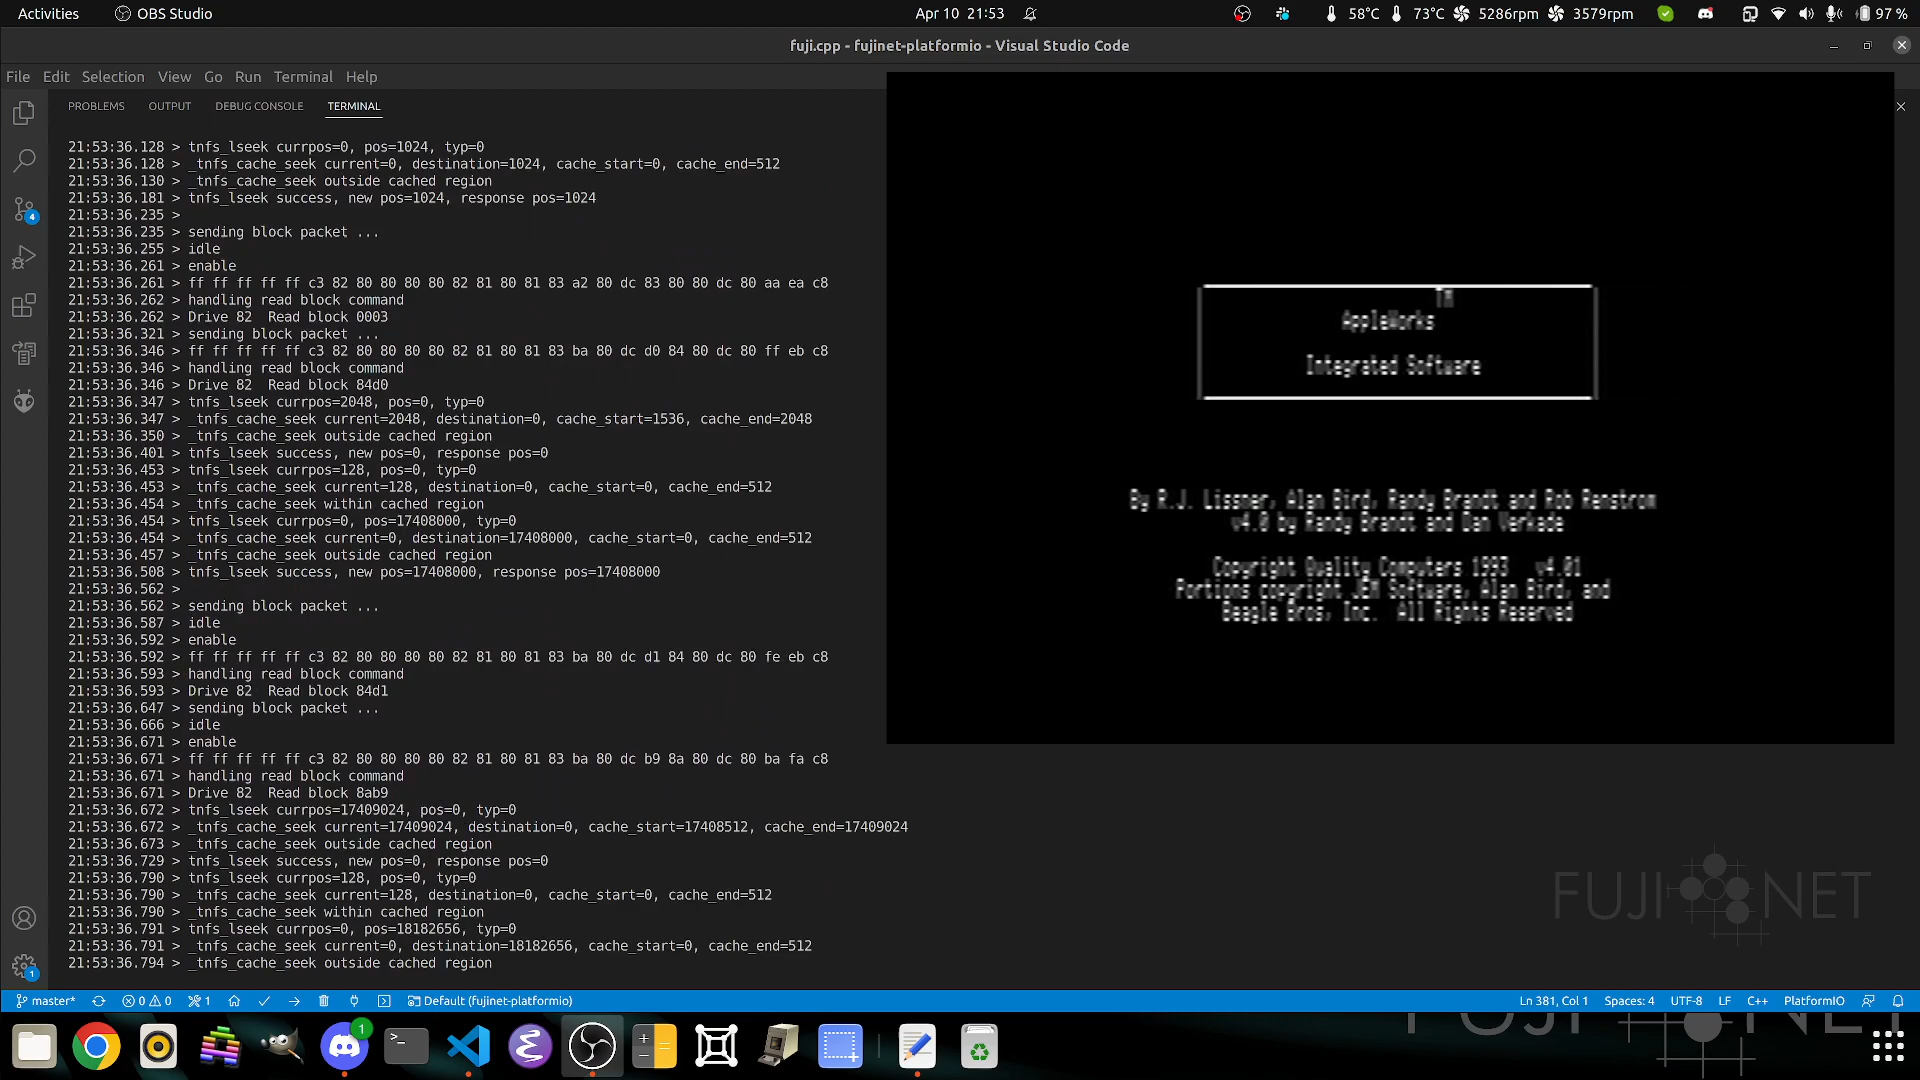 Activities
OBS Studio
Apr 10 21:53
58°C
73°C
5286rpm
3579rpm
97 %
fuji.cpp - fujinet-platformio - Visual Studio Code
File Edit Selection View Go Run Terminal Help
PROBLEMS OUTPUT DEBUG CONSOLE TERMINAL
21:53:36.128 > tnfs_lseek currpos=0, pos=1024, typ=0
21:53:36.128 > _tnfs_cache_seek current=0, destination=1024, cache_start=0, cache_end=512
21:53:36.130 > _tnfs_cache_seek outside cached region
21:53:36.181 > tnfs_lseek success, new pos=1024, response pos=1024
21:53:36.235 >
21:53:36.235 > sending block packet ...
21:53:36.255 > idle
21:53:36.261 > enable
21:53:36.261 > ff ff ff ff ff c3 82 80 80 80 80 82 81 80 81 83 a2 80 dc 83 80 80 dc 80 aa ea c8
21:53:36.262 > handling read block command
21:53:36.262 > Drive 82  Read block 0003
21:53:36.321 > sending block packet ...
21:53:36.346 > ff ff ff ff ff c3 82 80 80 80 80 82 81 80 81 83 ba 80 dc d0 84 80 dc 80 ff eb c8
21:53:36.346 > handling read block command
21:53:36.346 > Drive 82  Read block 84d0
21:53:36.347 > tnfs_lseek currpos=2048, pos=0, typ=0
21:53:36.347 > _tnfs_cache_seek current=2048, destination=0, cache_start=1536, cache_end=2048
21:53:36.350 > _tnfs_cache_seek outside cached region
21:53:36.401 > tnfs_lseek success, new pos=0, response pos=0
21:53:36.453 > tnfs_lseek currpos=128, pos=0, typ=0
21:53:36.453 > _tnfs_cache_seek current=128, destination=0, cache_start=0, cache_end=512
21:53:36.454 > _tnfs_cache_seek within cached region
21:53:36.454 > tnfs_lseek currpos=0, pos=17408000, typ=0
21:53:36.454 > _tnfs_cache_seek current=0, destination=17408000, cache_start=0, cache_end=512
21:53:36.457 > _tnfs_cache_seek outside cached region
21:53:36.508 > tnfs_lseek success, new pos=17408000, response pos=17408000
21:53:36.562 >
21:53:36.562 > sending block packet ...
21:53:36.587 > idle
21:53:36.592 > enable
21:53:36.592 > ff ff ff ff ff c3 82 80 80 80 80 82 81 80 81 83 ba 80 dc d1 84 80 dc 80 fe eb c8
21:53:36.593 > handling read block command
21:53:36.593 > Drive 82  Read block 84d1
21:53:36.647 > sending block packet ...
21:53:36.666 > idle
21:53:36.671 > enable
21:53:36.671 > ff ff ff ff ff c3 82 80 80 80 80 82 81 80 81 83 ba 80 dc b9 8a 80 dc 80 ba fa c8
21:53:36.671 > handling read block command
21:53:36.671 > Drive 82  Read block 8ab9
21:53:36.672 > tnfs_lseek currpos=17409024, pos=0, typ=0
21:53:36.672 > _tnfs_cache_seek current=17409024, destination=0, cache_start=17408512, cache_end=17409024
21:53:36.673 > _tnfs_cache_seek outside cached region
21:53:36.729 > tnfs_lseek success, new pos=0, response pos=0
21:53:36.790 > tnfs_lseek currpos=128, pos=0, typ=0
21:53:36.790 > _tnfs_cache_seek current=128, destination=0, cache_start=0, cache_end=512
21:53:36.790 > _tnfs_cache_seek within cached region
21:53:36.791 > tnfs_lseek currpos=0, pos=18182656, typ=0
21:53:36.791 > _tnfs_cache_seek current=0, destination=18182656, cache_start=0, cache_end=512
21:53:36.794 > _tnfs_cache_seek outside cached region
TM
AppleWorks
Integrated Software
By R.J. Lissner, Alan Bird, Randy Brandt and Rob Renstrom
v4.0 by Randy Brandt and Dan Verkade
Copyright Quality Computers 1993 v4.01
Portions copyright JEM Software, Alan Bird, and
Beagle Bros, Inc. All Rights Reserved
FUJI NET
4
1
master* 0 0 1 Default (fujinet-platformio)
Ln 381, Col 1 Spaces: 4 UTF-8 LF C++ PlatformIO
1
FUJI NET